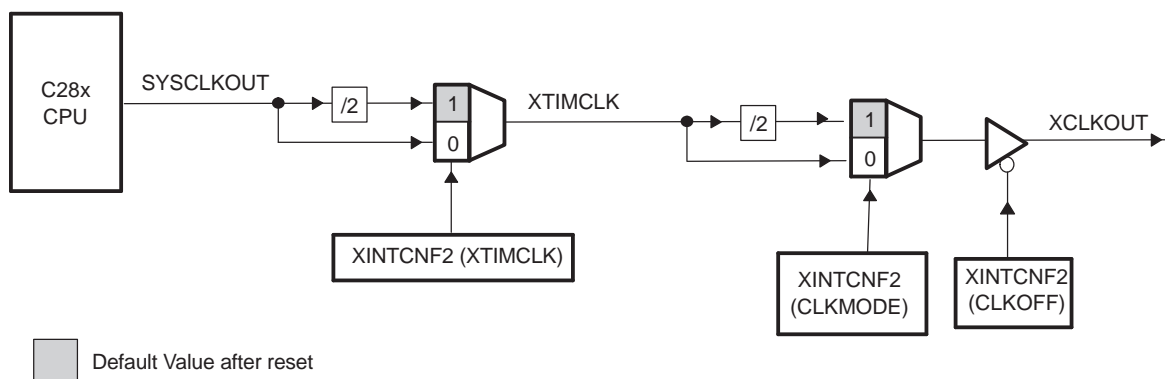 C28x
CPU
SYSCLKOUT
/2
1
0
XTIMCLK
/2
1
0
XCLKOUT
XINTCNF2 (XTIMCLK)
XINTCNF2
(CLKMODE)
XINTCNF2
(CLKOFF)
Default Value after reset